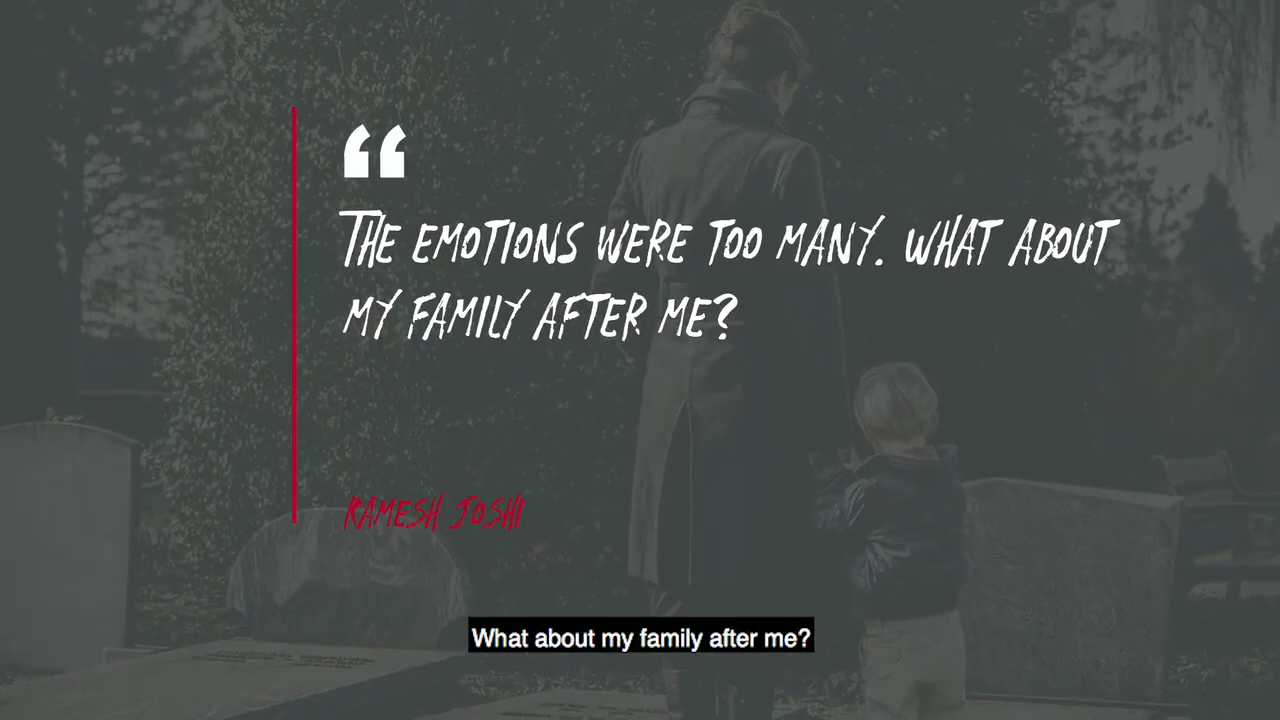 “
THE EMOTIONS WERE TOO MANY. WHAT ABOUT
MY FAMILY AFTER ME?
RAMESH JOSHI
What about my family after me?